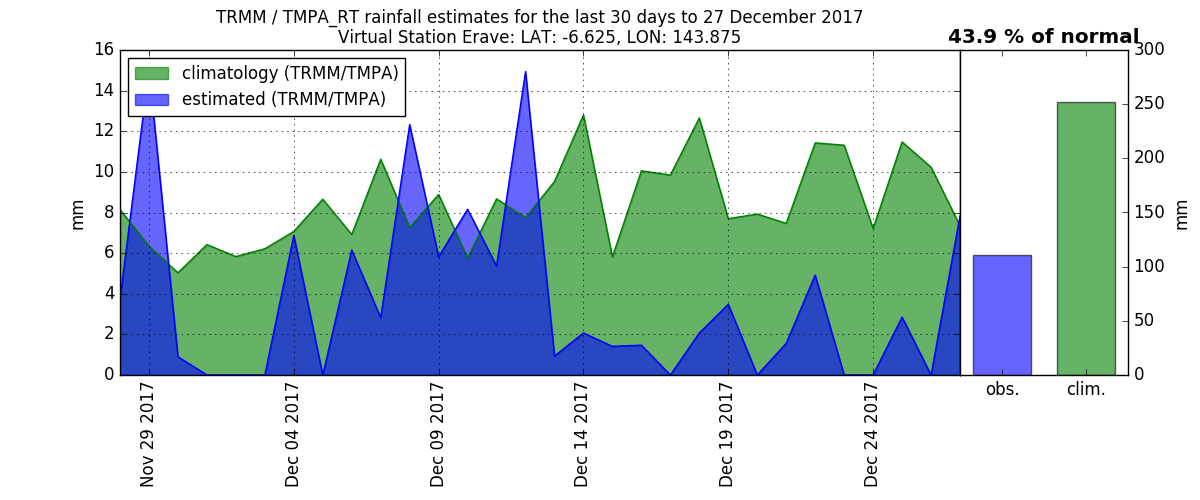 TRMM / TMPA_RT rainfall estimates for the last 30 days to 27 December 2017
Virtual Station Erave: LAT: -6.625, LON: 143.875
43.9 % of normal
climatology (TRMM/TMPA)
estimated (TRMM/TMPA)
mm
16
14
12
10
8
6
4
2
0
Nov 29 2017
Dec 04 2017
Dec 09 2017
Dec 14 2017
Dec 19 2017
Dec 24 2017
obs.
clim.
300
250
200
150
100
50
0
mm